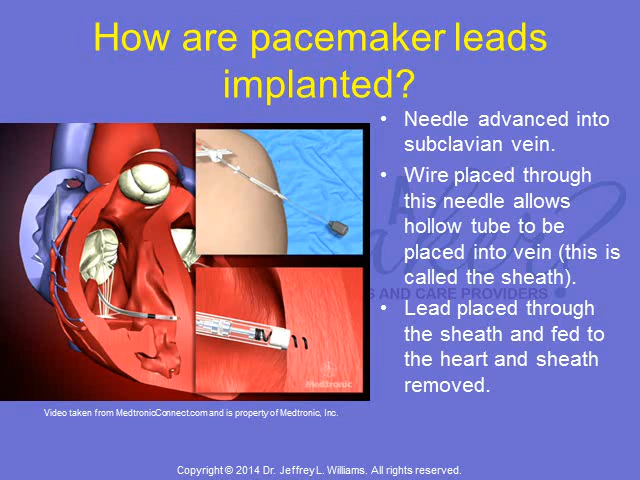 How are pacemaker leads
implanted?
• Needle advanced into
subclavian vein.
• Wire placed through
this needle allows
hollow tube to be
placed into vein (this is
called the sheath).
S AND CARE PROVIDERS
• Lead placed through
the sheath and fed to
the heart and sheath
removed.
Medtronic
Video taken from MedtronicConnect.com and is property of Medtronic, Inc.
Copyright © 2014 Dr. Jeffrey L. Williams. All rights reserved.